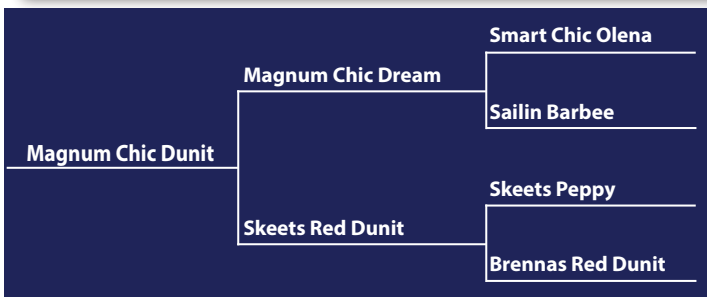 Smart Chic Olena
Magnum Chic Dream
Sailin Barbee
Magnum Chic Dunit
Skeets Peppy
Skeets Red Dunit
Brennas Red Dunit